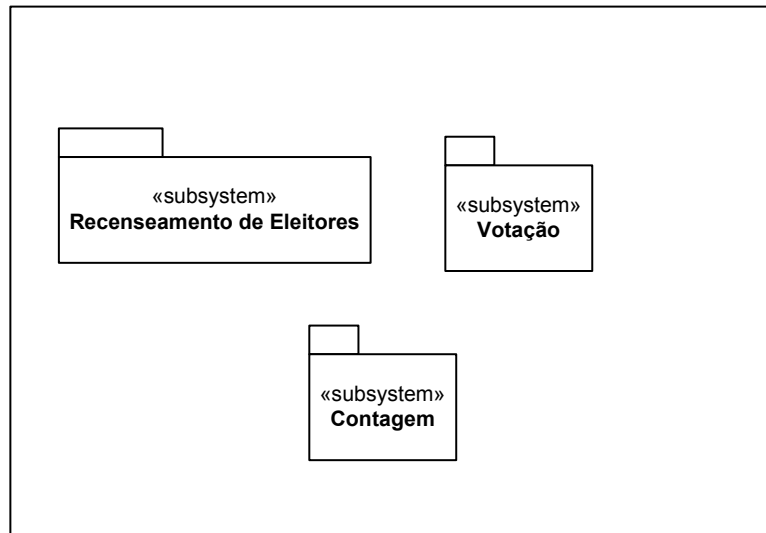 «subsystem»
Recenseamento de Eleitores
«subsystem»
Votação
«subsystem»
Contagem